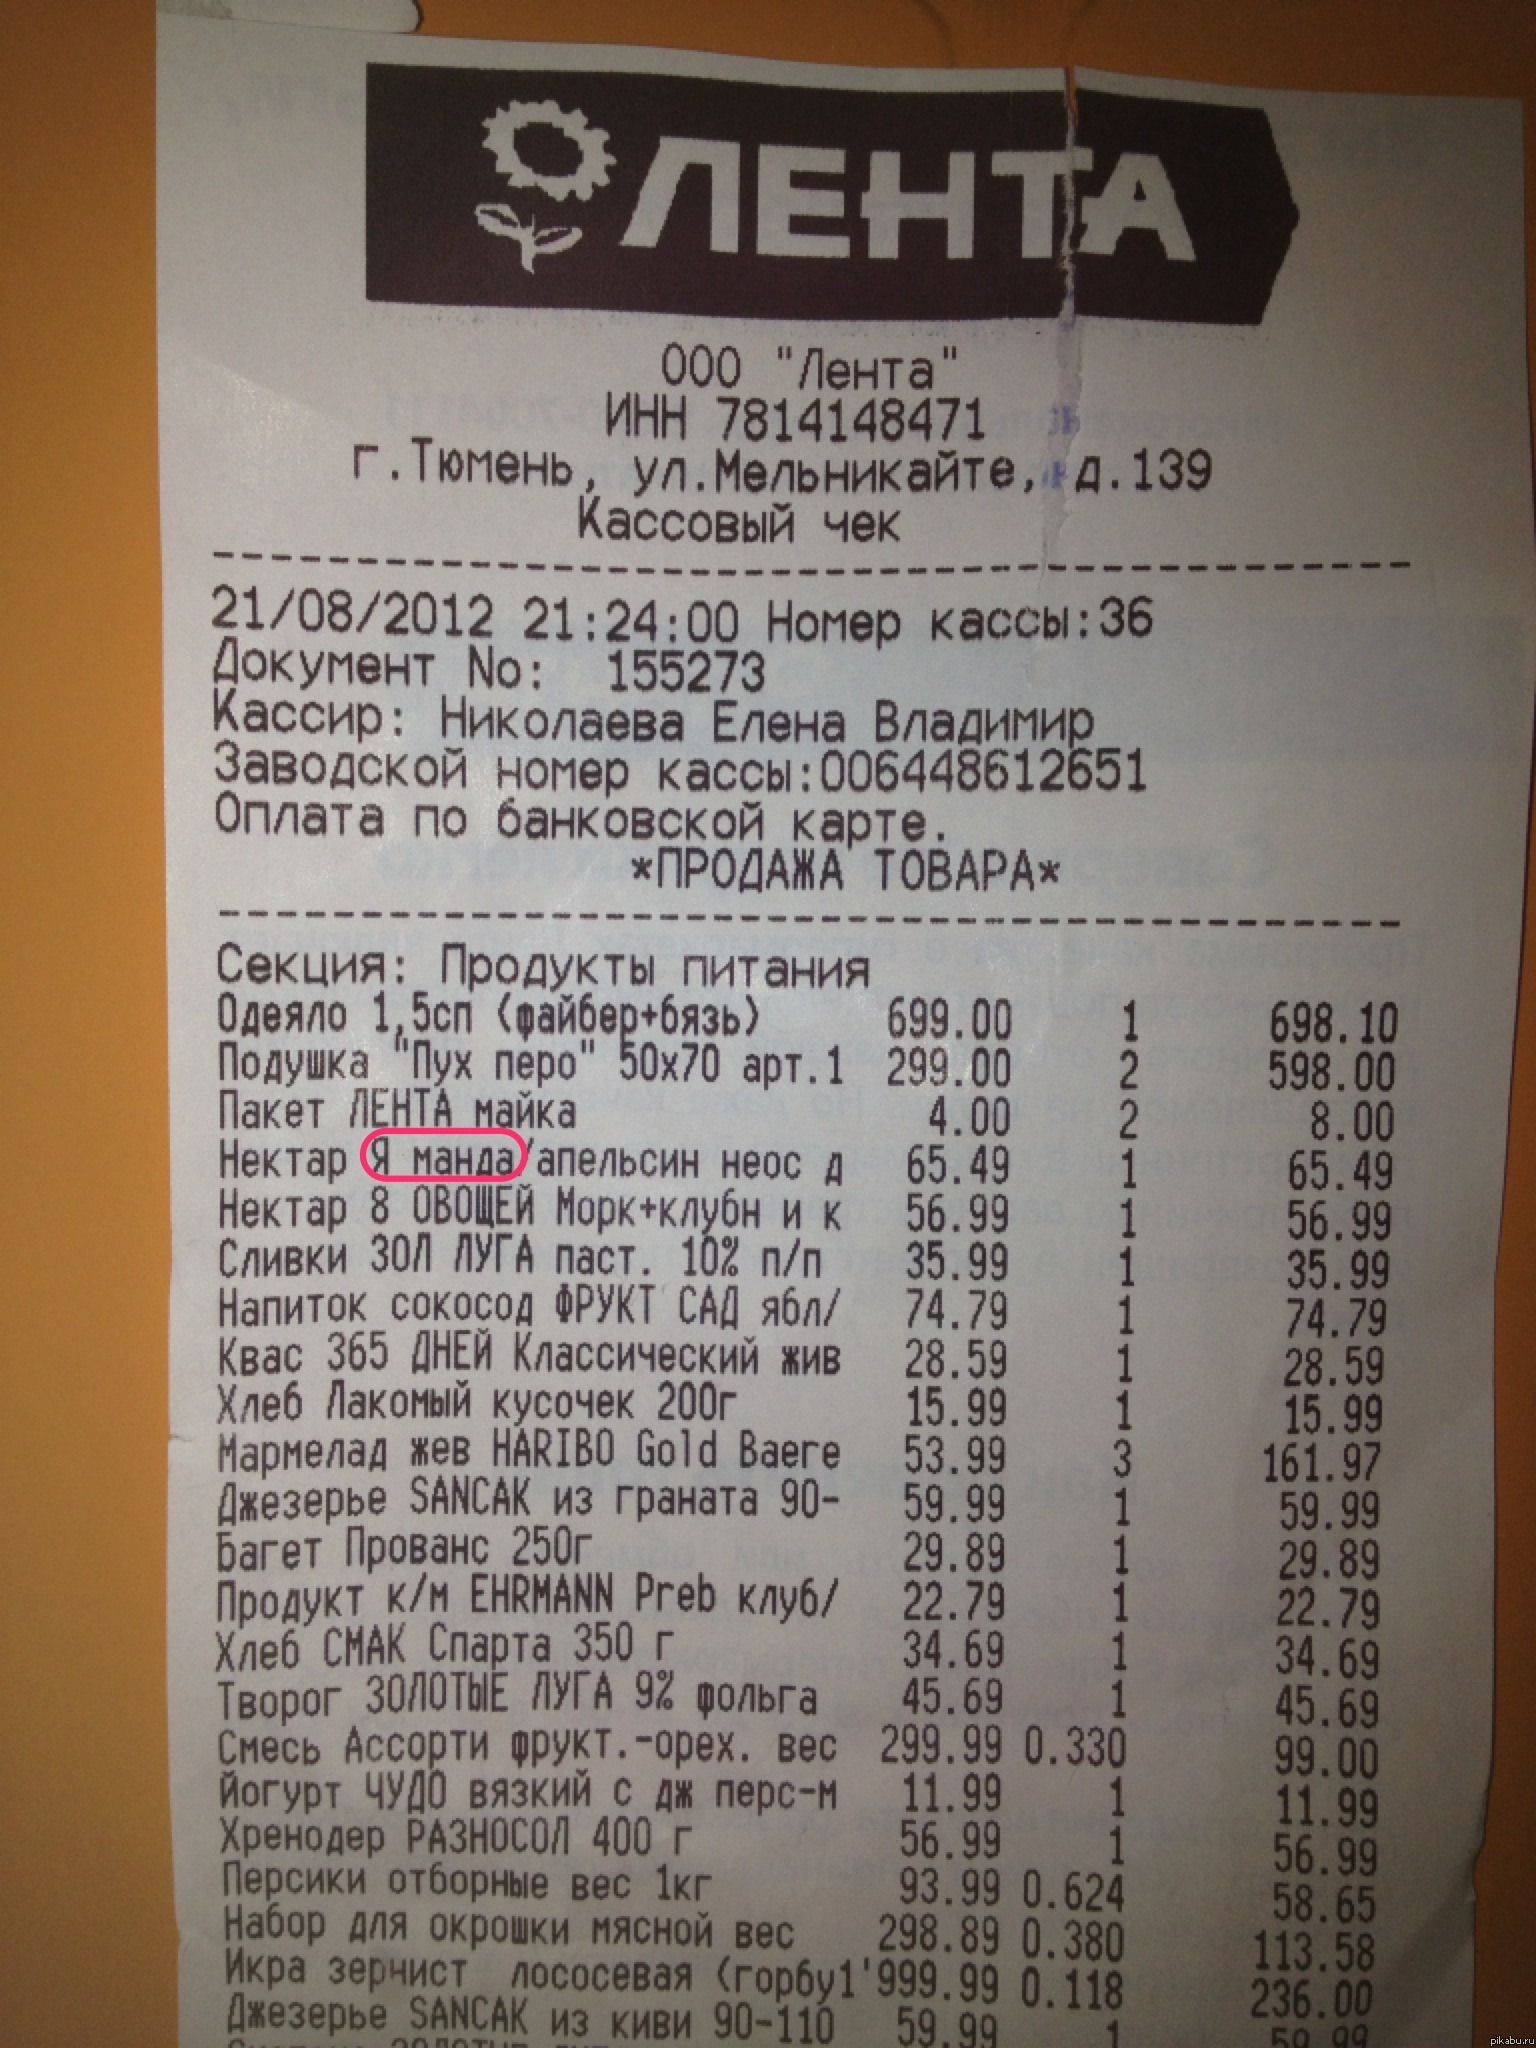 ЛЕНТА
ООО "Лента"
ИНН 7814148471
г.Тюмень, ул.Мельникайте, д.139
Кассовый чек
21/08/2012 21:24:00 Номер кассы:36
Документ No: 155273
Кассир: Николаева Елена Владимир
Заводской номер кассы:006448612651
Оплата по банковской карте.
*ПРОДАЖА ТОВАРА*
Секция: Продукты питания
Одеяло 1,5сп (файбер+бязь) 699.00 1 698.10
Подушка "Пух перо" 50х70 арт.1 299.00 2 598.00
Пакет ЛЕНТА майка 4.00 2 8.00
Нектар Я манда/апельсин неос д 65.49 1 65.49
Нектар 8 ОВОЩЕЙ Морк+клубн и к 56.99 1 56.99
Сливки ЗОЛ ЛУГА паст. 10% п/п 35.99 1 35.99
Напиток сокосод ФРУКТ САД ябл/ 74.79 1 74.79
Квас 365 ДНЕЙ Классический жив 28.59 1 28.59
Хлеб Лакомый кусочек 200г 15.99 1 15.99
Мармелад жев HARIBO Gold Baere 53.99 3 161.97
Джезерье SANCAK из граната 90- 59.99 1 59.99
Багет Прованс 250г 29.89 1 29.89
Продукт к/м EHRMANN Preb клуб/ 22.79 1 22.79
Хлеб СМАК Спарта 350 г 34.69 1 34.69
Творог ЗОЛОТЫЕ ЛУГА 9% фольга 45.69 1 45.69
Смесь Ассорти фрукт.-орех. вес 299.99 0.330 99.00
Йогурт ЧУДО вязкий с дж перс-м 11.99 1 11.99
Хренодер РАЗНОСОЛ 400 г 56.99 1 56.99
Персики отборные вес 1кг 93.99 0.624 58.65
Набор для окрошки мясной вес 298.89 0.380 113.58
Икра зернист лососевая (горбу1'999.99 0.118 236.00
Джезерье SANCAK из киви 90-110 59.99 1 59.99
pikabu.ru